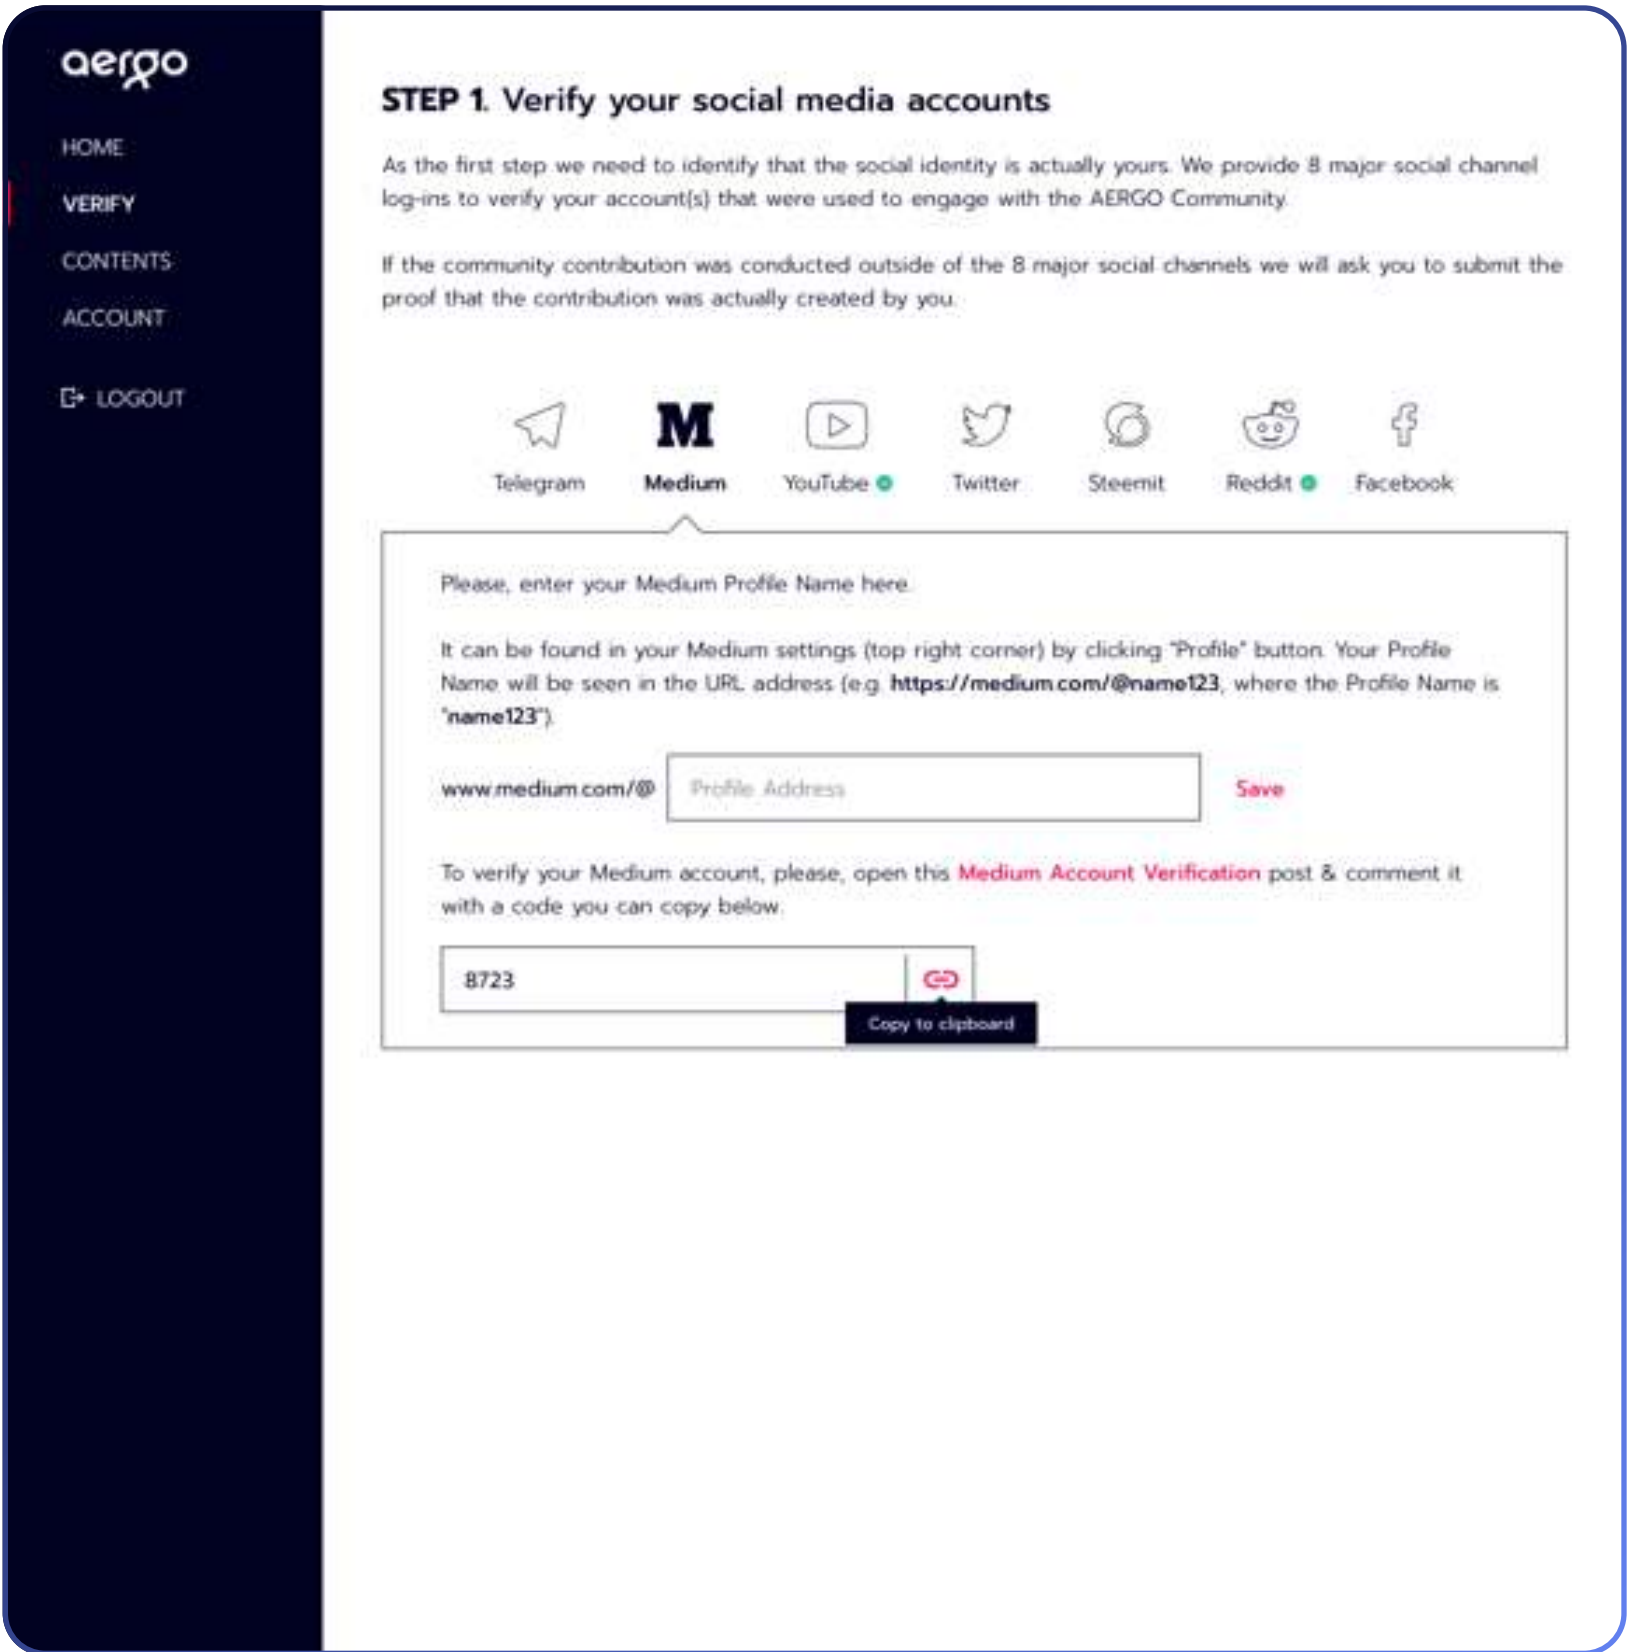 aergo
HOME
VERIFY
CONTENTS
ACCOUNT
LOGOUT
STEP 1. Verify your social media accounts
As the first step we need to identify that the social identity is actually yours. We provide 8 major social channel
log-ins to verify your account(s) that were used to engage with the AERGO Community.
If the community contribution was conducted outside of the 8 major social channels we will ask you to submit the
proof that the contribution was actually created by you.
Telegram Medium YouTube Twitter Steemit Reddit Facebook
Please, enter your Medium Profile Name here.
It can be found in your Medium settings (top right corner) by clicking "Profile" button. Your Profile
Name will be seen in the URL address (e.g. https://medium.com/@name123, where the Profile Name is
"name123").
www.medium.com/@ Profile Address Save
To verify your Medium account, please, open this Medium Account Verification post & comment it
with a code you can copy below.
8723
Copy to clipboard